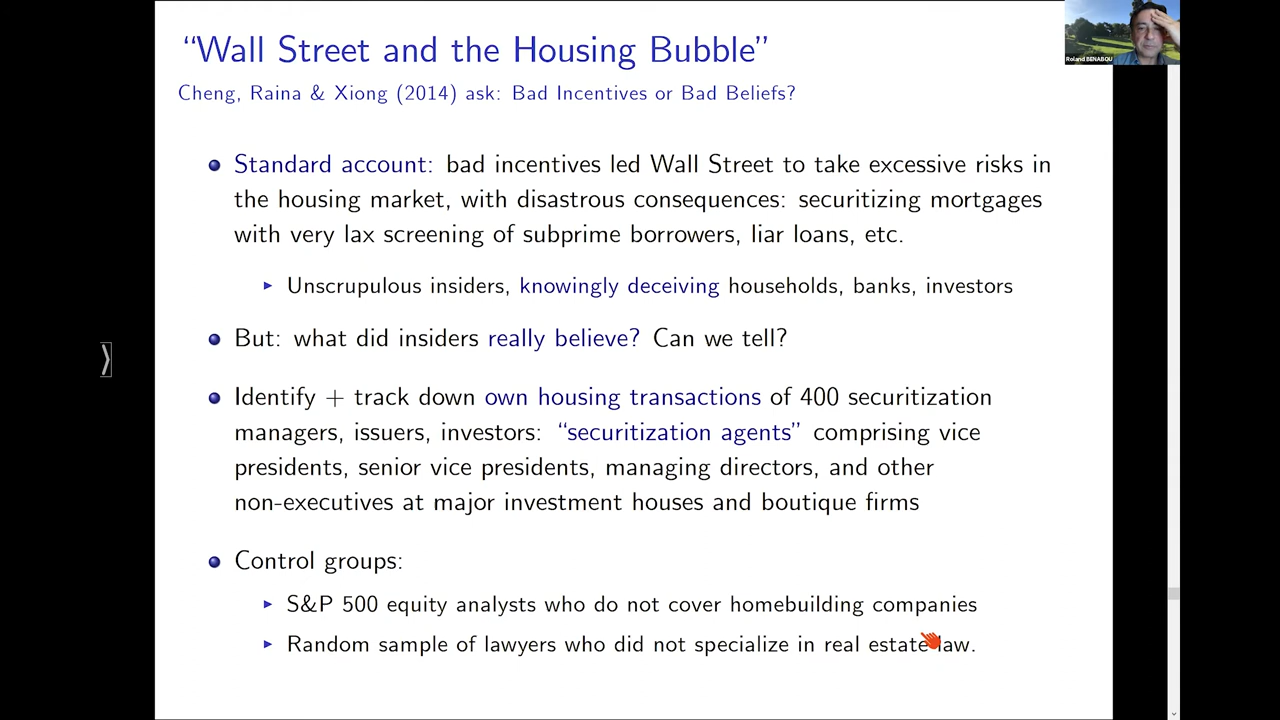 “Wall Street and the Housing Bubble”
Roland BENABOU
Cheng, Raina & Xiong (2014) ask: Bad Incentives or Bad Beliefs?
Standard account: bad incentives led Wall Street to take excessive risks in
the housing market, with disastrous consequences: securitizing mortgages
with very lax screening of subprime borrowers, liar loans, etc.
Unscrupulous insiders, knowingly deceiving households, banks, investors
But: what did insiders really believe? Can we tell?
Identify + track down own housing transactions of 400 securitization
managers, issuers, investors: “securitization agents” comprising vice
presidents, senior vice presidents, managing directors, and other
non-executives at major investment houses and boutique firms
Control groups:
S&P 500 equity analysts who do not cover homebuilding companies
Random sample of lawyers who did not specialize in real estate law.